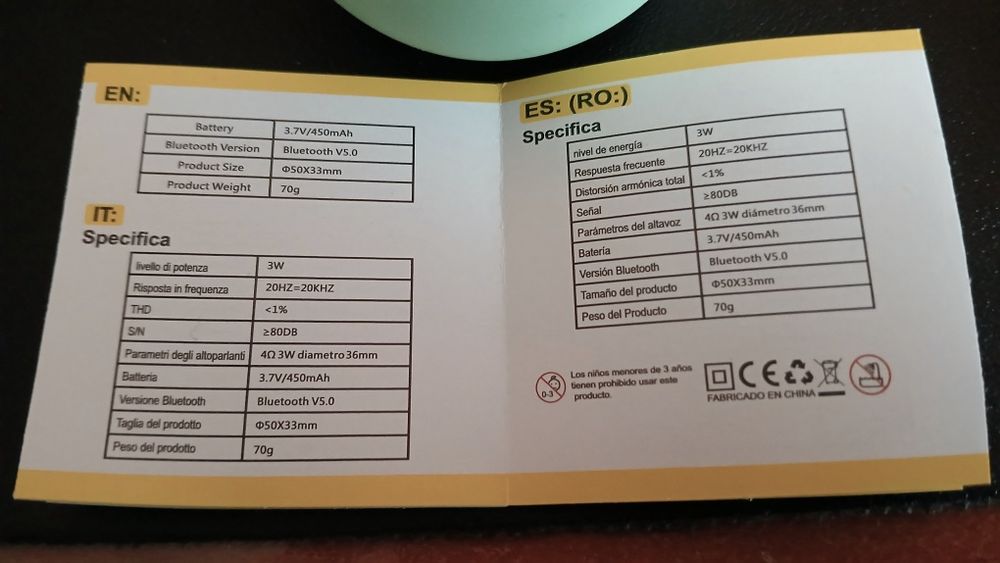 EN:
Battery 3.7V/450mAh
Bluetooth Version Bluetooth V5.0
Product Size Φ50X33mm
Product Weight 70g
IT:
Specifica
livello di potenza 3W
Risposta in frequenza 20HZ=20KHZ
THD <1%
S/N ≥80DB
Parametri degli altoparlanti 4Ω 3W diametro 36mm
Batteria 3.7V/450mAh
Versione Bluetooth Bluetooth V5.0
Taglia del prodotto Φ50X33mm
Peso del prodotto 70g
ES: (RO:)
Specifica
nivel de energía 3W
Respuesta frecuente 20HZ=20KHZ
Distorsión armónica total <1%
Señal ≥80DB
Parámetros del altavoz 4Ω 3W diámetro 36mm
Batería 3.7V/450mAh
Versión Bluetooth Bluetooth V5.0
Tamaño del producto Φ50X33mm
Peso del Producto 70g
0-3
Los niños menores de 3 años
tienen prohibido usar este
producto.
CE
FABRICADO EN CHINA